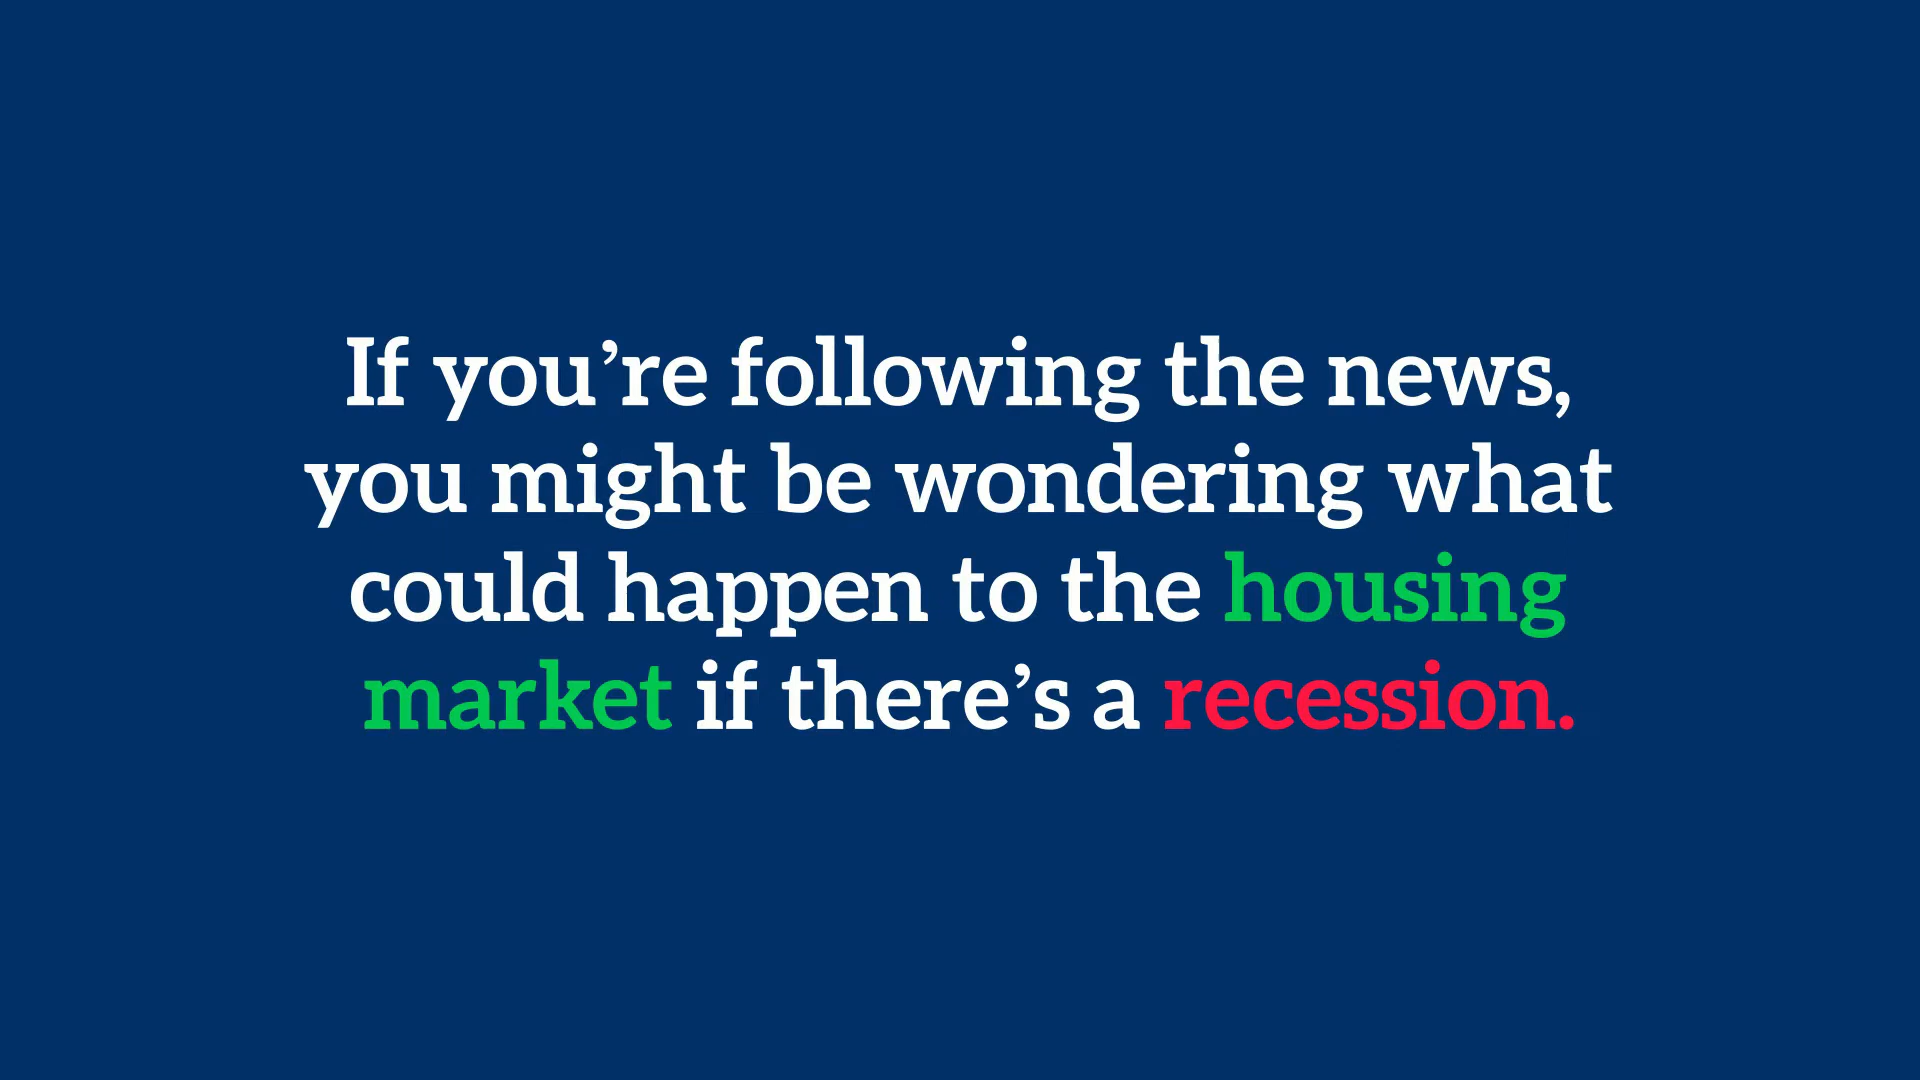 If you’re following the news,
you might be wondering what
could happen to the housing
market if there’s a recession.